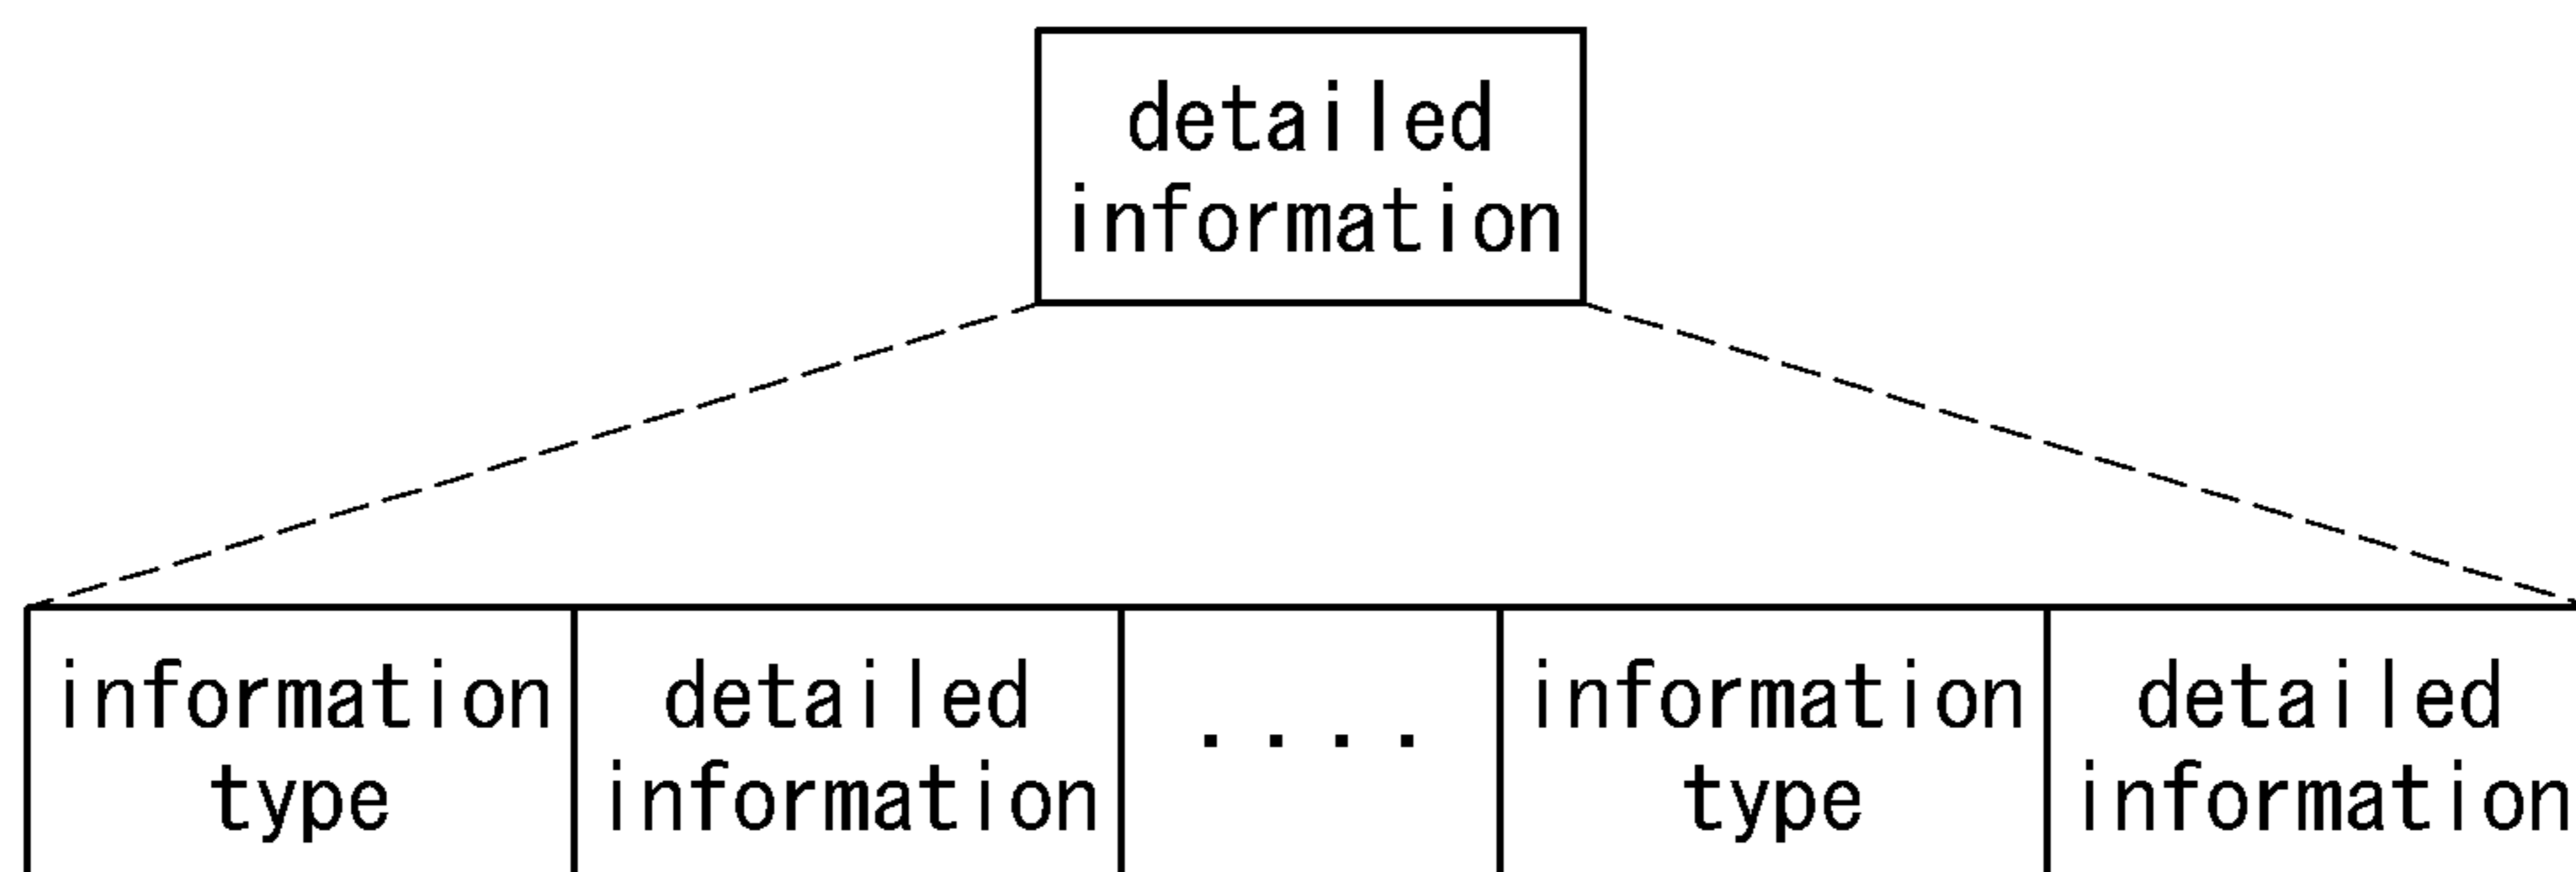 detailed
information
information
type
detailed
information
....
information
type
detailed
information